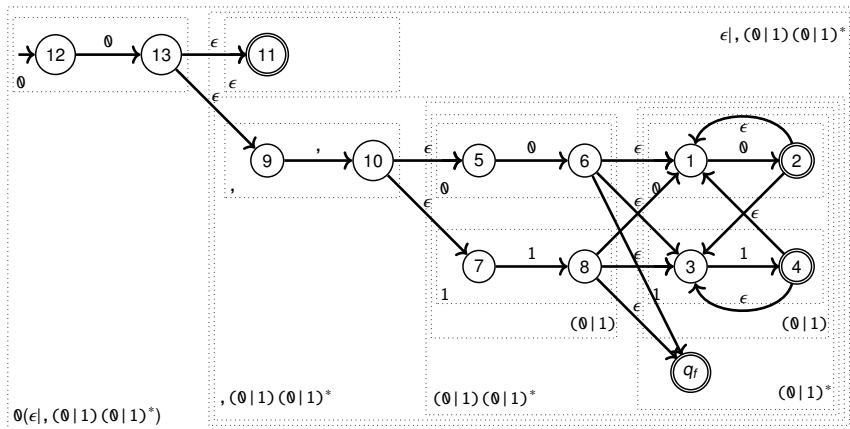 ϵ|,(0|1)(0|1)*
12 0 13 ϵ 11
0 ϵ
ϵ
9 , 10 ϵ 5 0 6 ϵ 1 0 2
ϵ
, 0 0
ϵ ϵ ϵ
7 1 8 ϵ 3 1 4
1 1
ϵ ϵ
(0|1) (0|1)
qf
0(ϵ|,(0|1)(0|1)*) ,(0|1)(0|1)* (0|1)(0|1)* (0|1)*